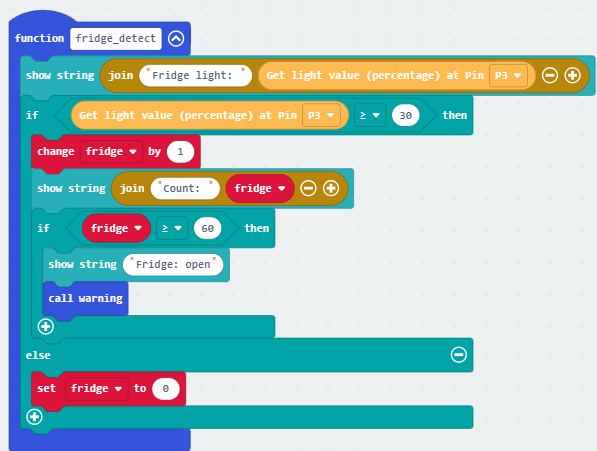 function fridge_detect
show string join "Fridge light: " Get light value (percentage) at Pin P3
if Get light value (percentage) at Pin P3 ≥ 30 then
change fridge by 1
show string join "Count: " fridge
if fridge ≥ 60 then
show string "Fridge: open"
call warning
else
set fridge to 0